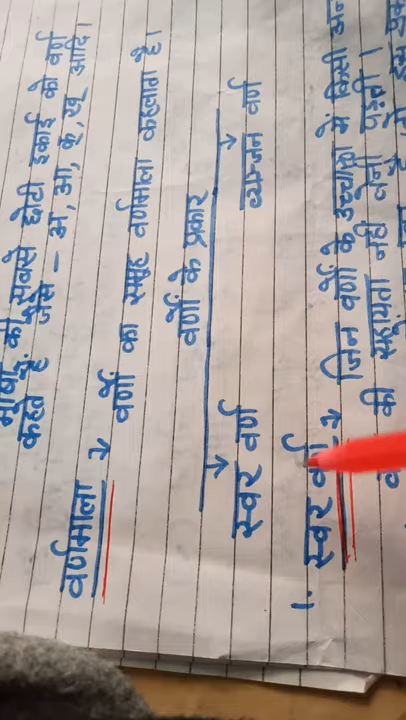 भाषा की सबसे छोटी इकाई को वर्ण
कहते हैं जैसे - अ, आ, क्, ख् आदि।
वर्णमाला → वर्णों का समूह वर्णमाला कहलाता है।
वर्णों के प्रकार
स्वर वर्ण व्यञ्जन वर्ण
1. स्वर वर्ण → जिन वर्णों के उच्चारण में किसी
की सहायता नहीं लेना पड़ती।